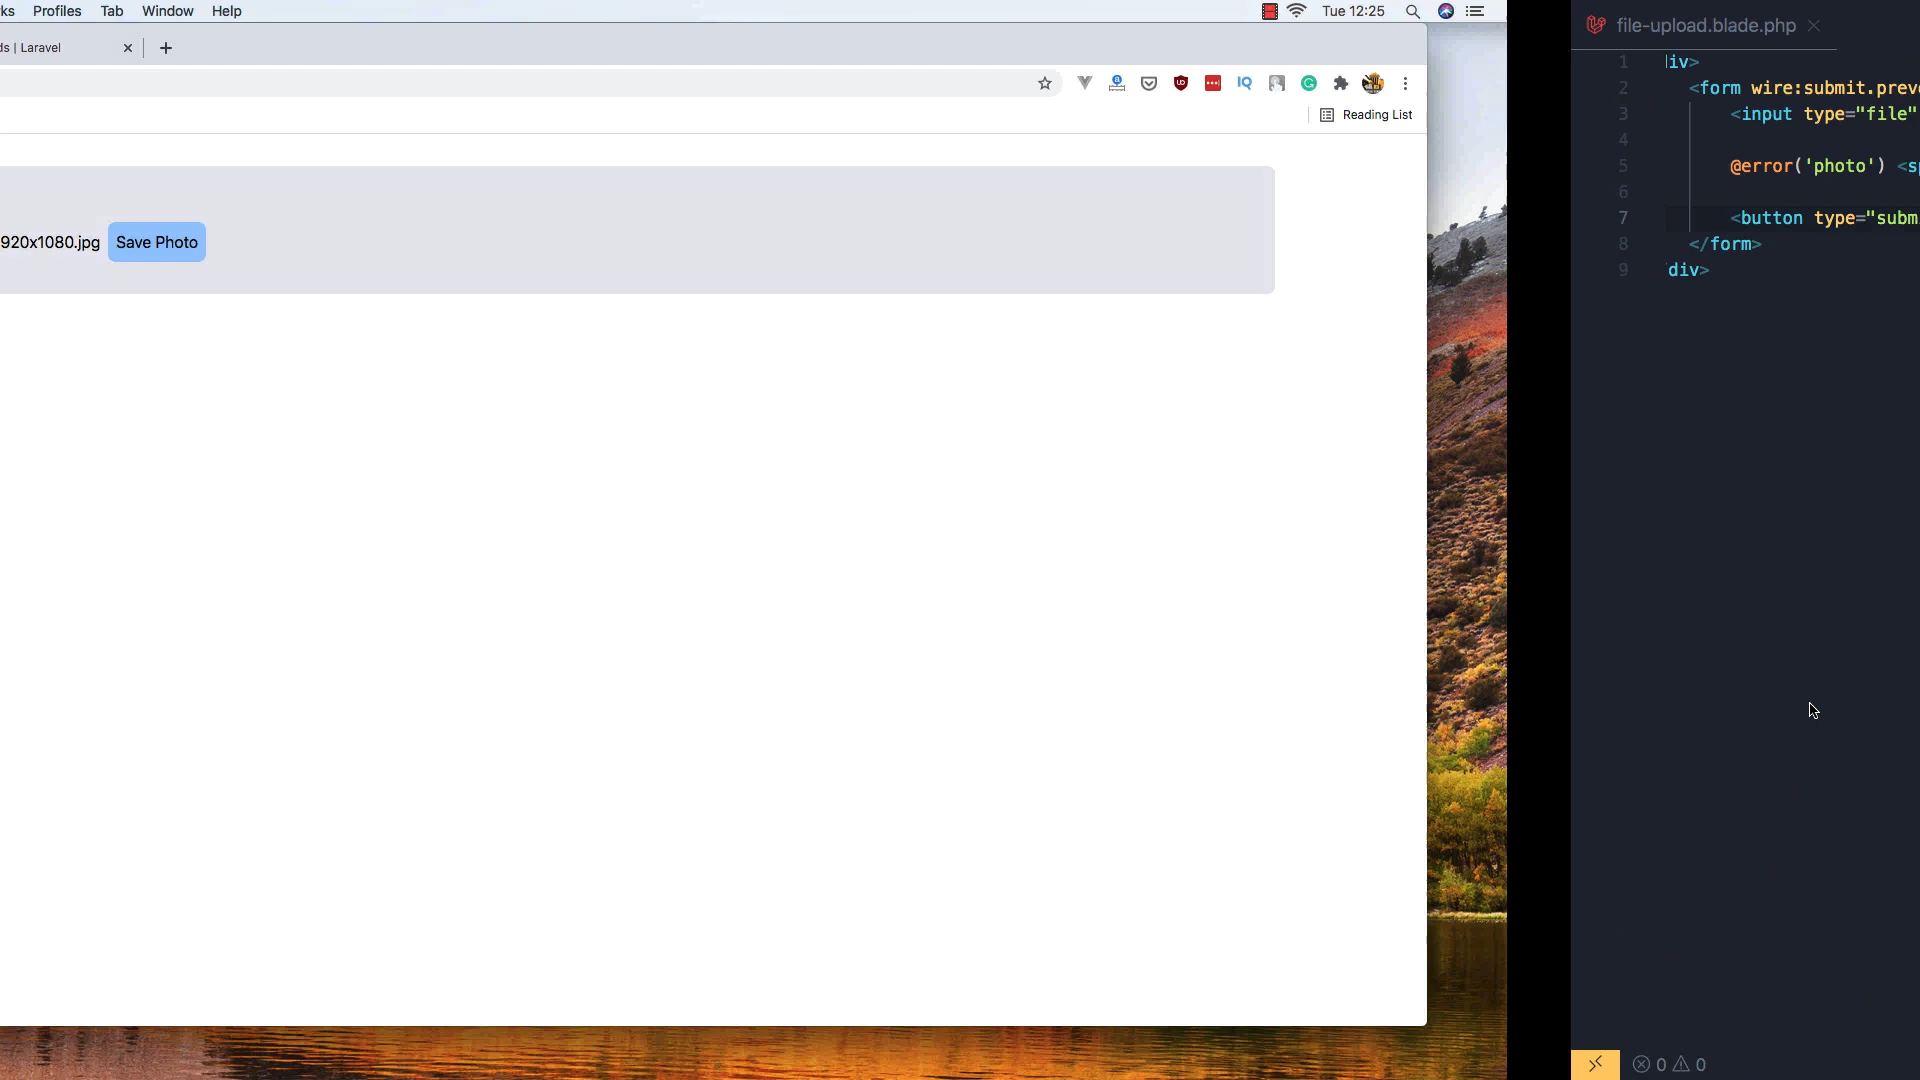 ks Profiles Tab Window Help
Tue 12:25
ds | Laravel
Reading List
920x1080.jpg Save Photo
file-upload.blade.php
1 iv>
2 <form wire:submit.preve
3 <input type="file"
4
5 @error('photo') <sp
6
7 <button type="subm
8 </form>
9 div>
0 0